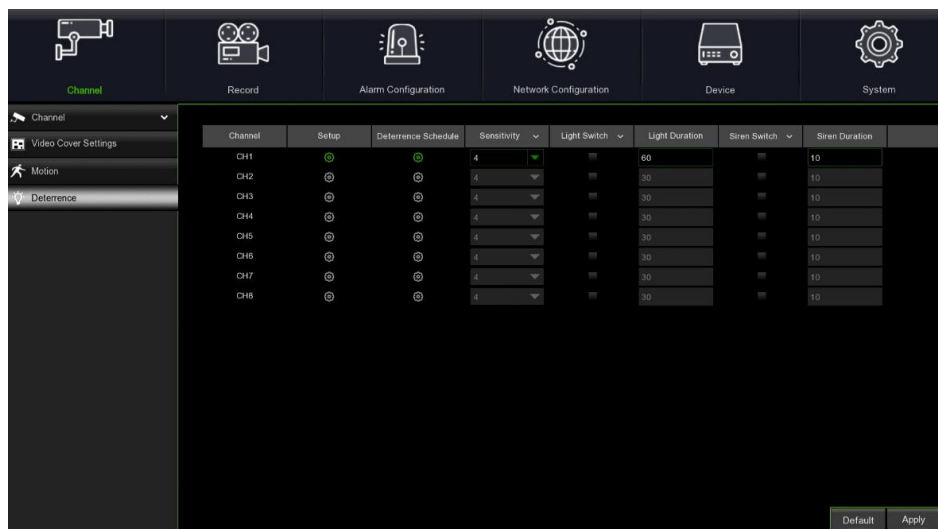 Channel Record Alarm Configuration Network Configuration Device System
Channel
Video Cover Settings
Motion
Deterrence
Channel Setup Deterrence Schedule Sensitivity Light Switch Light Duration Siren Switch Siren Duration
CH1 4 60 10
CH2 4 30 10
CH3 4 30 10
CH4 4 30 10
CH5 4 30 10
CH6 4 30 10
CH7 4 30 10
CH8 4 30 10
Default Apply